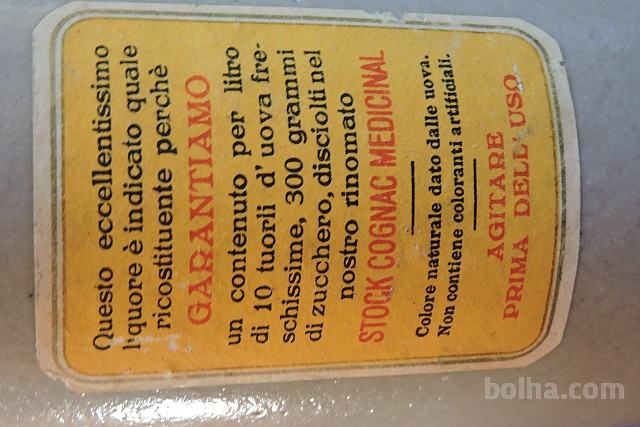 Questo eccellentissimo
liquore è indicato quale
ricostituente perchè
GARANTIAMO
un contenuto per litro
di 10 tuorli d'uova fre-
schissime, 300 grammi
di zucchero, disciolti nel
nostro rinomato
STOCK COGNAC MEDICINAL
Colore naturale dato dalle uova.
Non contiene coloranti artificiali.
AGITARE
PRIMA DELL'USO
bolha.com